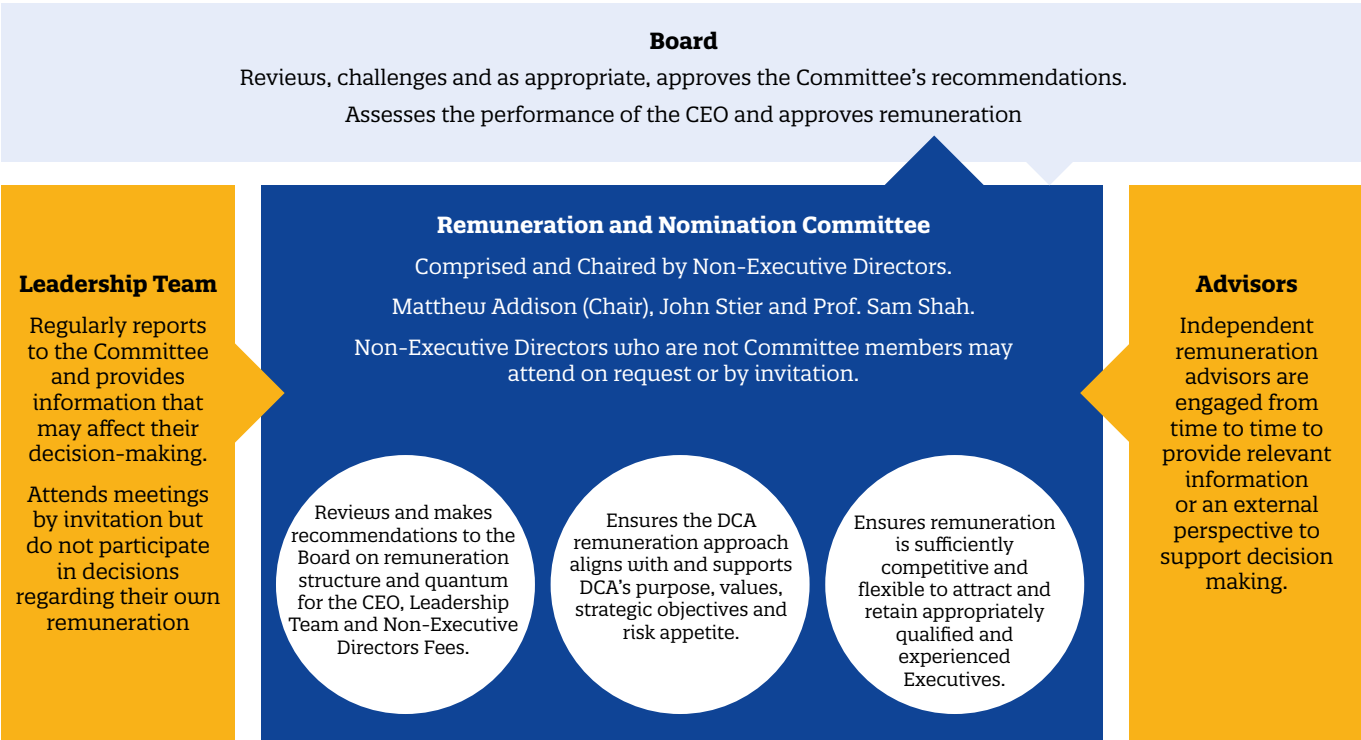 Board
Reviews, challenges and as appropriate, approves the Committee’s recommendations.
Assesses the performance of the CEO and approves remuneration
Leadership Team
Regularly reports
to the Committee
and provides
information that
may affect their
decision-making.
Attends meetings
by invitation but
do not participate
in decisions
regarding their own
remuneration
Remuneration and Nomination Committee
Comprised and Chaired by Non-Executive Directors.
Matthew Addison (Chair), John Stier and Prof. Sam Shah.
Non-Executive Directors who are not Committee members may
attend on request or by invitation.
Reviews and makes
recommendations to the
Board on remuneration
structure and quantum
for the CEO, Leadership
Team and Non-Executive
Directors Fees.
Ensures the DCA
remuneration approach
aligns with and supports
DCA’s purpose, values,
strategic objectives and
risk appetite.
Ensures remuneration
is sufficiently
competitive and
flexible to attract and
retain appropriately
qualified and
experienced
Executives.
Advisors
Independent
remuneration
advisors are
engaged from
time to time to
provide relevant
information
or an external
perspective to
support decision
making.